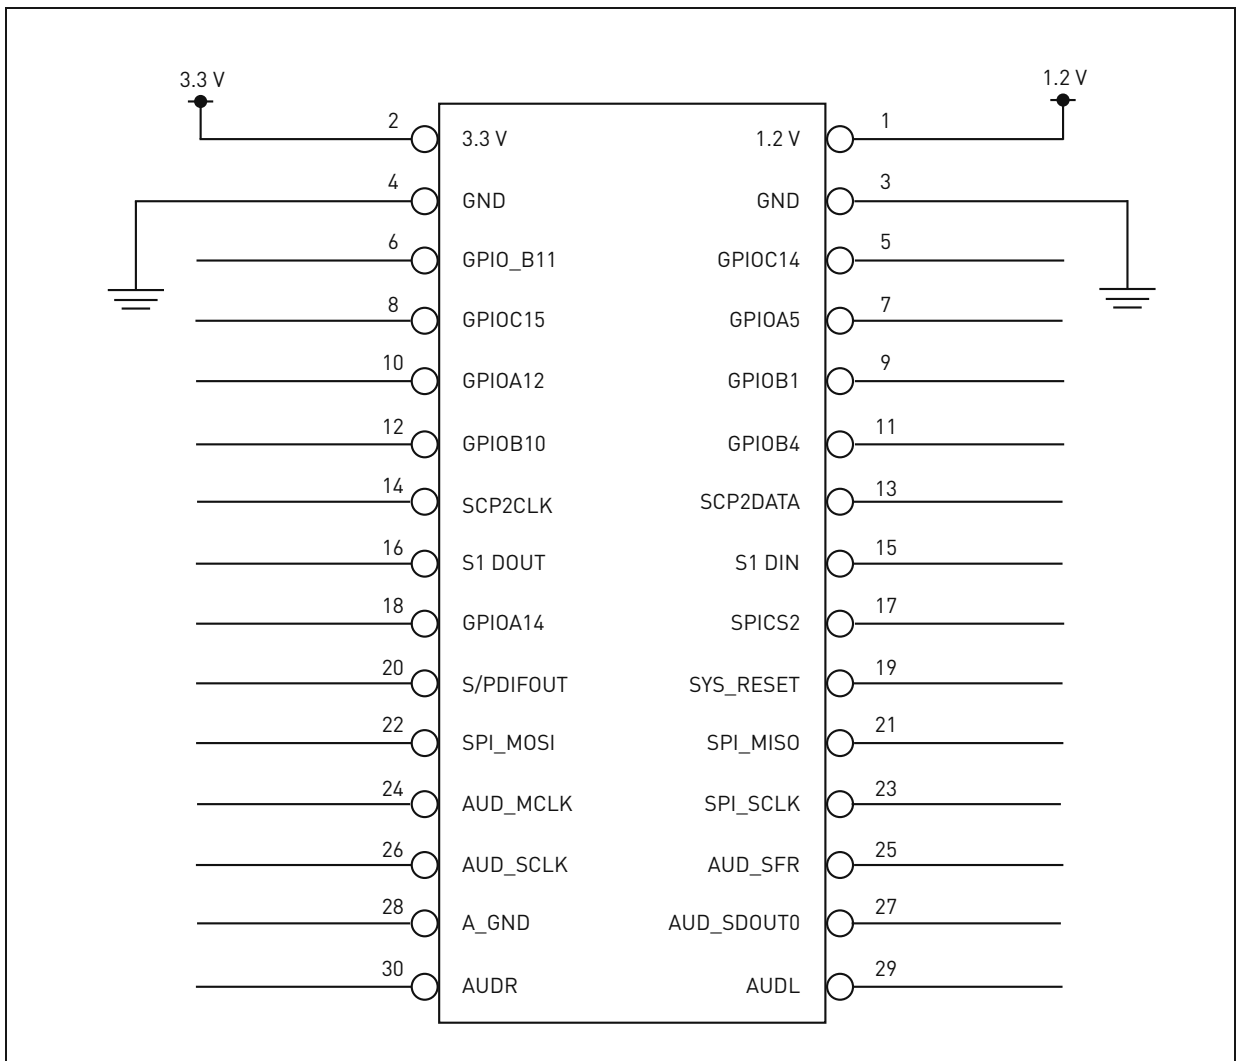 3.3 V
1.2 V
2 3.3 V 1.2 V 1
4 GND GND 3
6 GPIO_B11 GPIOC14 5
8 GPIOC15 GPIOA5 7
10 GPIOA12 GPIOB1 9
12 GPIOB10 GPIOB4 11
14 SCP2CLK SCP2DATA 13
16 S1 DOUT S1 DIN 15
18 GPIOA14 SPICS2 17
20 S/PDIFOUT SYS_RESET 19
22 SPI_MOSI SPI_MISO 21
24 AUD_MCLK SPI_SCLK 23
26 AUD_SCLK AUD_SFR 25
28 A_GND AUD_SDOUT0 27
30 AUDR AUDL 29